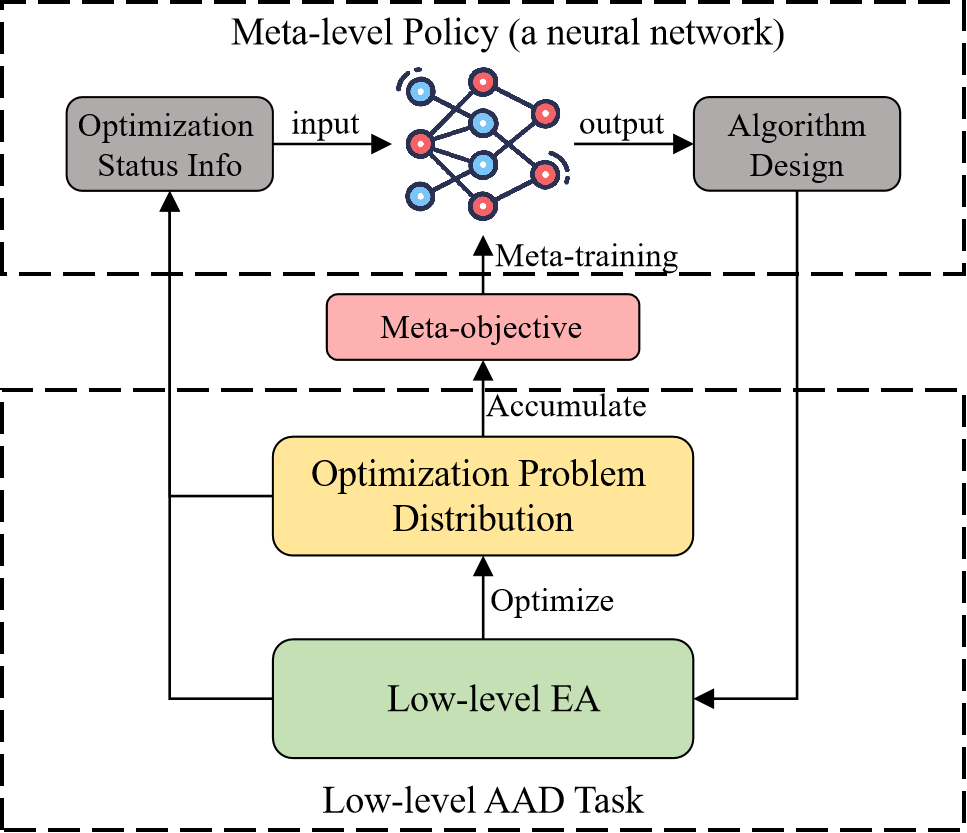 Meta-level Policy (a neural network)
Optimization
Status Info
input
output
Algorithm
Design
Meta-training
Meta-objective
Accumulate
Optimization Problem
Distribution
Optimize
Low-level EA
Low-level AAD Task